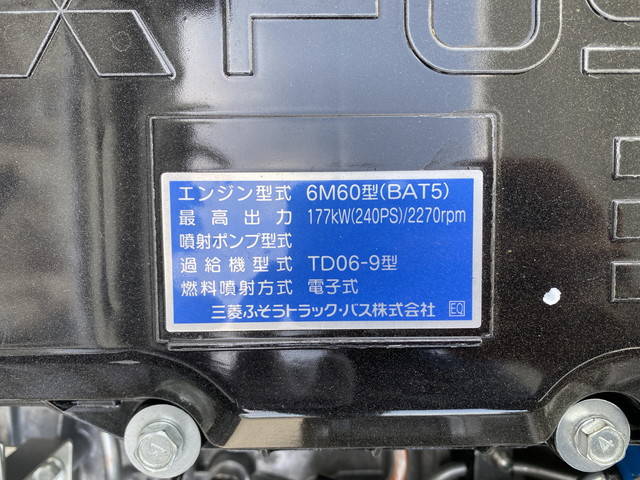 FUS
エンジン型式 6M60型(BAT5)
最高出力 177kW(240PS)/2270rpm
噴射ポンプ型式
過給機型式 TD06-9型
燃料噴射方式 電子式
三菱ふそうトラック・バス株式会社 EQ
4 4